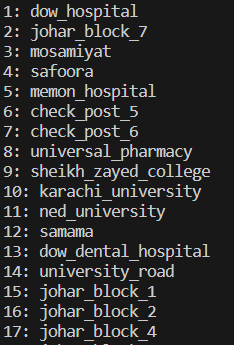 1: dow_hospital
2: johar_block_7
3: mosamiyat
4: safoora
5: memon_hospital
6: check_post_5
7: check_post_6
8: universal_pharmacy
9: sheikh_zayed_college
10: karachi_university
11: ned_university
12: samama
13: dow_dental_hospital
14: university_road
15: johar_block_1
16: johar_block_2
17: johar_block_4